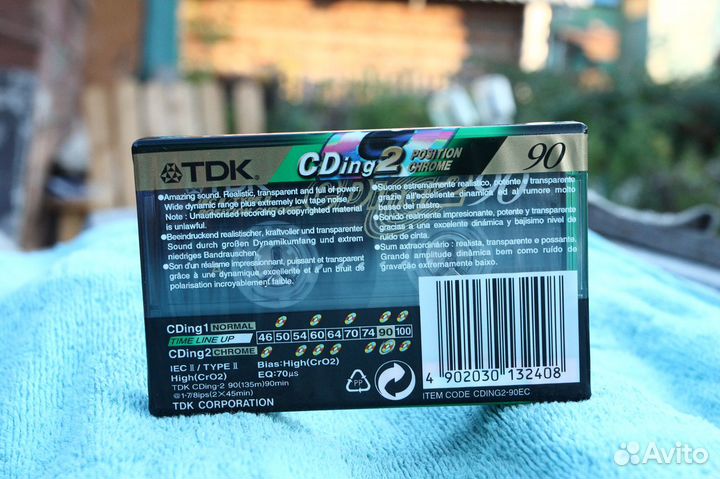 TDK CDing2 POSITION CHROME 90
•Amazing sound. Realistic, transparent and full of power.
Wide dynamic range plus extremely low tape noise.
Note : Unauthorised recording of copyrighted material
is unlawful.
•Beeindruckend realistischer, kraftvoller und transparenter
Sound durch großen Dynamikumfang und extrem
niedriges Bandrauschen.
•Son d'un réalisme impressionnant, puissant et transparent
grâce à une dynamique excellente et à un bruit de
polarisation incroyablement faible.
•Suono estremamente realistico, potente e transparente
grazie all'eccellente dinamica ed al rumore molto
basso del nastro.
•Sonido realmente impresionante, potente y transparente
gracias a una excelente dinámica y bajísimo nivel de
ruído de cinta.
•Sum axtraordinário : realista, transparente e possante.
Grande amplitude dinâmica bem como ruído de
gravação extremamente baixo.
CDing1 NORMAL
TIME LINE UP 46 50 54 60 64 70 74 90 100
CDing2 CHROME
IEC II / TYPE II
High(CrO2)
Bias:High(CrO2)
EQ:70µs
TDK CDing-2 90(135m)90min
@1-7/8ips(2×45min)
TDK CORPORATION
PP
4 902030 132408
ITEM CODE CDING2-90EC
Avito